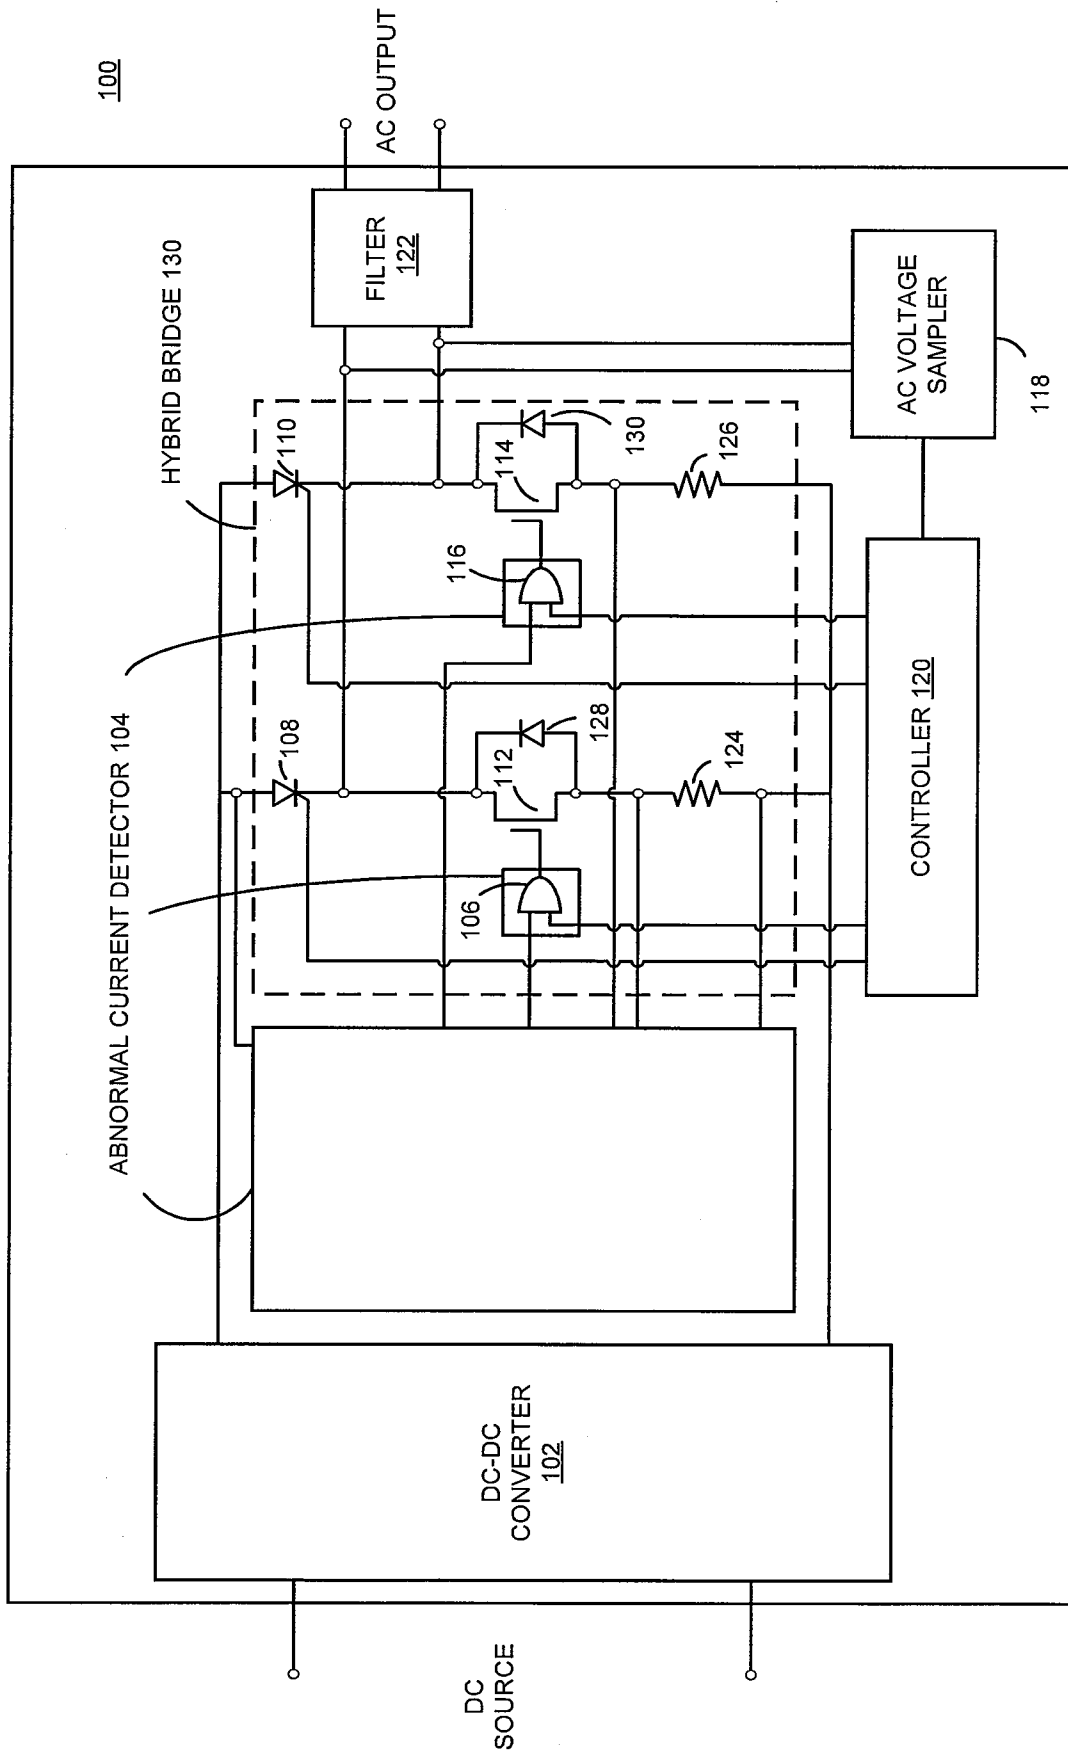 100
DC
SOURCE
DC-DC
CONVERTER
102
ABNORMAL CURRENT DETECTOR 104
HYBRID BRIDGE 130
108
110
106
116
112
114
128
130
124
126
FILTER
122
AC OUTPUT
CONTROLLER 120
AC VOLTAGE
SAMPLER
118